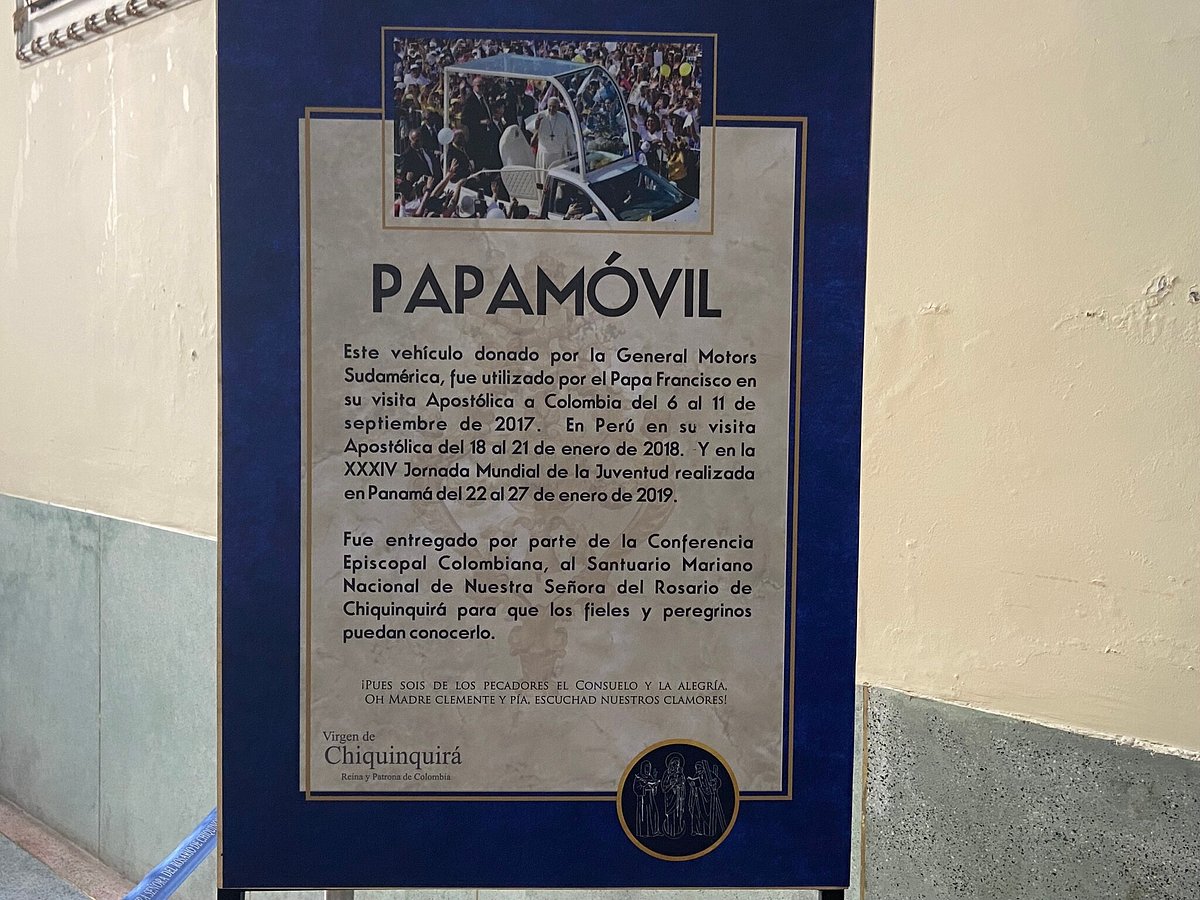 PAPAMÓVIL
Este vehículo donado por la General Motors
Sudamérica, fue utilizado por el Papa Francisco en
su visita Apostólica a Colombia del 6 al 11 de
septiembre de 2017. En Perú en su visita
Apostólica del 18 al 21 de enero de 2018. Y en la
XXXIV Jornada Mundial de la Juventud realizada
en Panamá del 22 al 27 de enero de 2019.
Fue entregado por parte de la Conferencia
Episcopal Colombiana, al Santuario Mariano
Nacional de Nuestra Señora del Rosario de
Chiquinquirá para que los fieles y peregrinos
puedan conocerlo.
¡Pues sois de los pecadores el Consuelo y la alegría,
Oh Madre clemente y pía, escuchad nuestros clamores!
Virgen de
Chiquinquirá
Reina y Patrona de Colombia
SEÑORA DEL ROSARIO DE